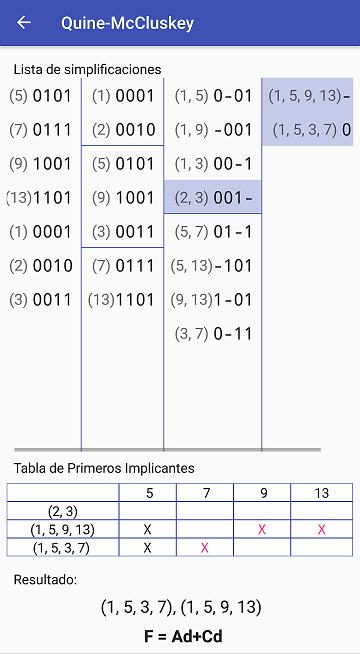 Quine-McCluskey
Lista de simplificaciones
(5) 0101 (1) 0001 (1, 5) 0-01 (1, 5, 9, 13)-
(7) 0111 (2) 0010 (1, 9) -001 (1, 5, 3, 7) 0
(9) 1001 (5) 0101 (1, 3) 00-1
(13)1101 (9) 1001 (2, 3) 001-
(1) 0001 (3) 0011 (5, 7) 01-1
(2) 0010 (7) 0111 (5, 13)-101
(3) 0011 (13)1101 (9, 13)1-01
(3, 7) 0-11
Tabla de Primeros Implicantes
5 7 9 13
(2, 3)
(1, 5, 9, 13) X X X
(1, 5, 3, 7) X X
Resultado:
(1, 5, 3, 7), (1, 5, 9, 13)
F = Ad+Cd